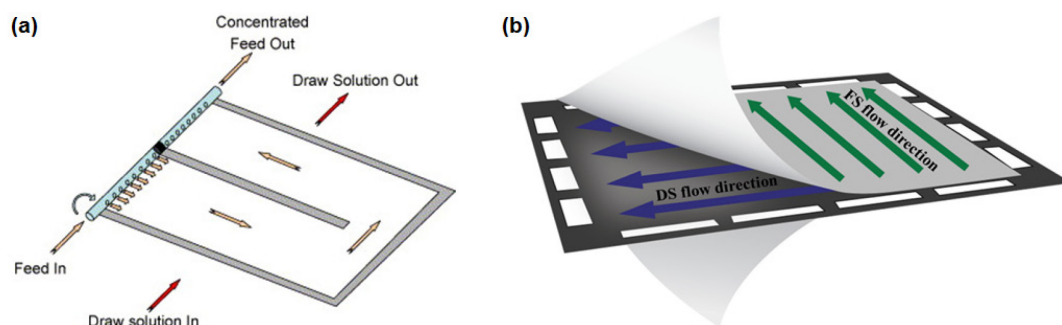 (a)
Concentrated
Feed Out
Draw Solution Out
Feed In
Draw solution In
(b)
FS flow direction
DS flow direction